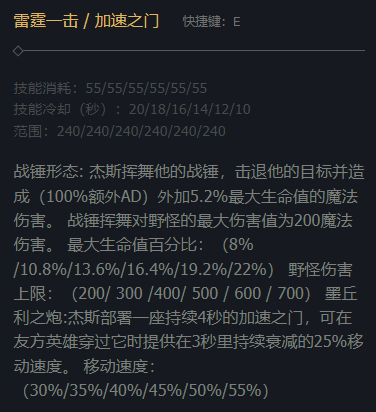 雷霆一击 / 加速之门 快捷键：E
技能消耗：55/55/55/55/55/55
技能冷却（秒）：20/18/16/14/12/10
范围：240/240/240/240/240/240
战锤形态: 杰斯挥舞他的战锤，击退他的目标并造
成（100%额外AD）外加5.2%最大生命值的魔法
伤害。 战锤挥舞对野怪的最大伤害值为200魔法
伤害。 最大生命值百分比：（8%
/10.8%/13.6%/16.4%/19.2%/22%） 野怪伤害
上限：（200/ 300 /400/ 500 / 600 / 700） 墨丘
利之炮:杰斯部署一座持续4秒的加速之门，可在
友方英雄穿过它时提供在3秒里持续衰减的25%移
动速度。 移动速度：
（30%/35%/40%/45%/50%/55%）